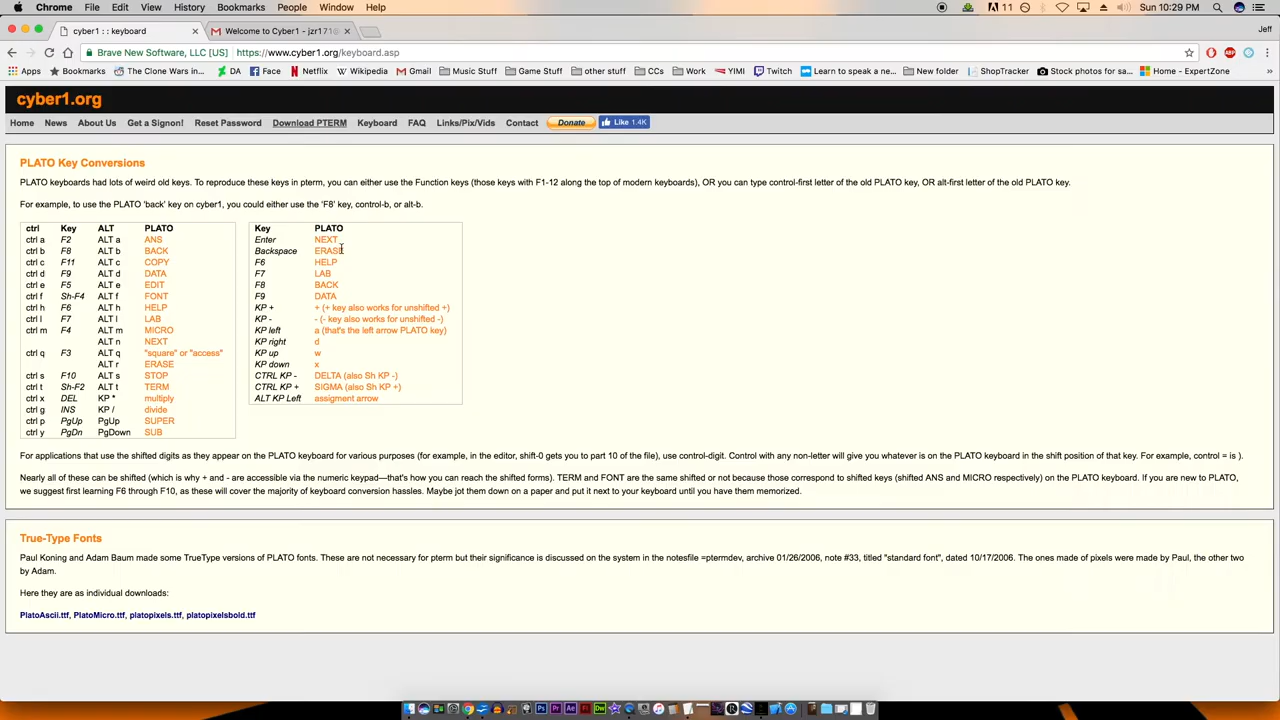 Chrome File Edit View History Bookmarks People Window Help 11 Sun 10:29 PM
cyber1 : : keyboard Welcome to Cyber1 - jzr171@ Jeff
Brave New Software, LLC [US] https://www.cyber1.org/keyboard.asp
Apps Bookmarks The Clone Wars in... DA Face Netflix Wikipedia Gmail Music Stuff Game Stuff other stuff CCs Work YIMI Twitch Learn to speak a ne... New folder ShopTracker Stock photos for sa... Home - ExpertZone »
cyber1.org
Home News About Us Get a Signon! Reset Password Download PTERM Keyboard FAQ Links/Pix/Vids Contact Donate Like 1.4K
PLATO Key Conversions
PLATO keyboards had lots of weird old keys. To reproduce these keys in pterm, you can either use the Function keys (those keys with F1-12 along the top of modern keyboards), OR you can type control-first letter of the old PLATO key, OR alt-first letter of the old PLATO key.
For example, to use the PLATO 'back' key on cyber1, you could either use the 'F8' key, control-b, or alt-b.
ctrl Key ALT PLATO
ctrl a F2 ALT a ANS
ctrl b F8 ALT b BACK
ctrl c F11 ALT c COPY
ctrl d F9 ALT d DATA
ctrl e F5 ALT e EDIT
ctrl f Sh-F4 ALT f FONT
ctrl h F6 ALT h HELP
ctrl l F7 ALT l LAB
ctrl m F4 ALT m MICRO
ALT n NEXT
ctrl q F3 ALT q "square" or "access"
ALT r ERASE
ctrl s F10 ALT s STOP
ctrl t Sh-F2 ALT t TERM
ctrl x DEL KP * multiply
ctrl g INS KP / divide
ctrl p PgUp PgUp SUPER
ctrl y PgDn PgDown SUB
Key PLATO
Enter NEXT
Backspace ERASE
F6 HELP
F7 LAB
F8 BACK
F9 DATA
KP + + (+ key also works for unshifted +)
KP - - (- key also works for unshifted -)
KP left a (that's the left arrow PLATO key)
KP right d
KP up w
KP down x
CTRL KP - DELTA (also Sh KP -)
CTRL KP + SIGMA (also Sh KP +)
ALT KP Left assigment arrow
For applications that use the shifted digits as they appear on the PLATO keyboard for various purposes (for example, in the editor, shift-0 gets you to part 10 of the file), use control-digit. Control with any non-letter will give you whatever is on the PLATO keyboard in the shift position of that key. For example, control = is ).
Nearly all of these can be shifted (which is why + and - are accessible via the numeric keypad—that's how you can reach the shifted forms). TERM and FONT are the same shifted or not because those correspond to shifted keys (shifted ANS and MICRO respectively) on the PLATO keyboard. If you are new to PLATO,
we suggest first learning F6 through F10, as these will cover the majority of keyboard conversion hassles. Maybe jot them down on a paper and put it next to your keyboard until you have them memorized.
True-Type Fonts
Paul Koning and Adam Baum made some TrueType versions of PLATO fonts. These are not necessary for pterm but their significance is discussed on the system in the notesfile =ptermdev, archive 01/26/2006, note #33, titled "standard font", dated 10/17/2006. The ones made of pixels were made by Paul, the other two
by Adam.
Here they are as individual downloads:
PlatoAscii.ttf, PlatoMicro.ttf, platopixels.ttf, platopixelsbold.ttf